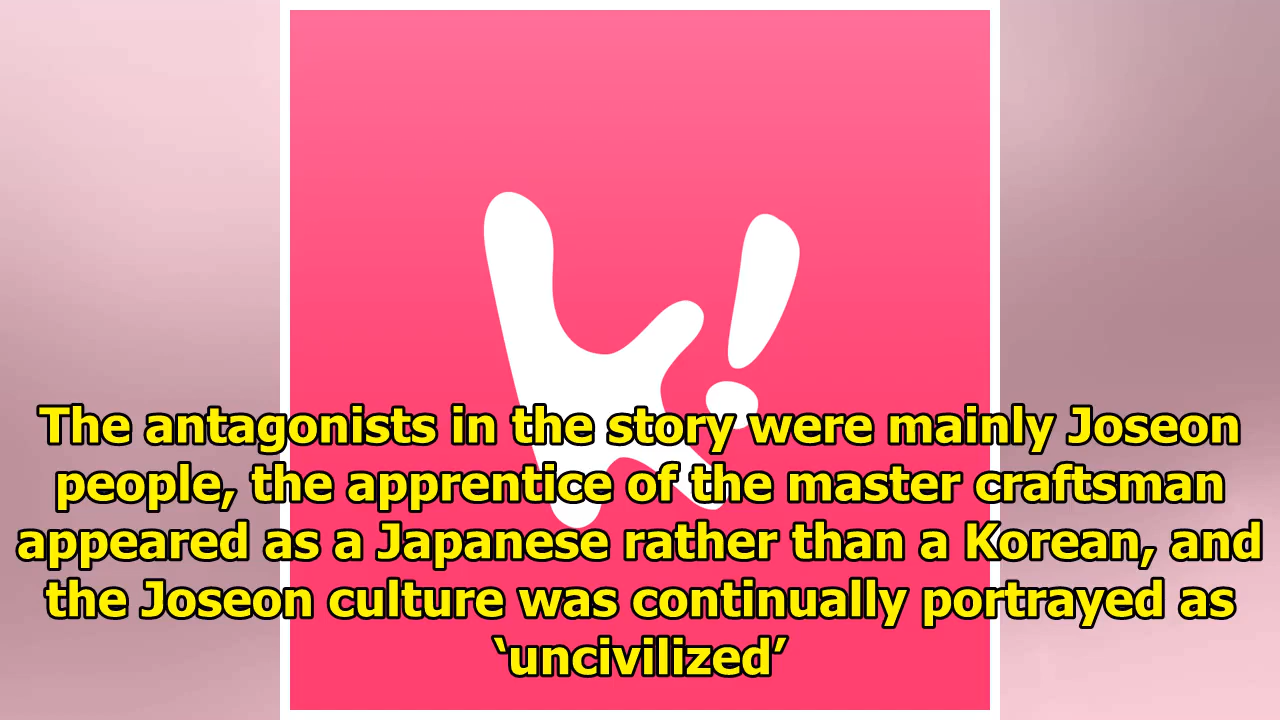 k!
The antagonists in the story were mainly Joseon
people, the apprentice of the master craftsman
appeared as a Japanese rather than a Korean, and
the Joseon culture was continually portrayed as
‘uncivilized’